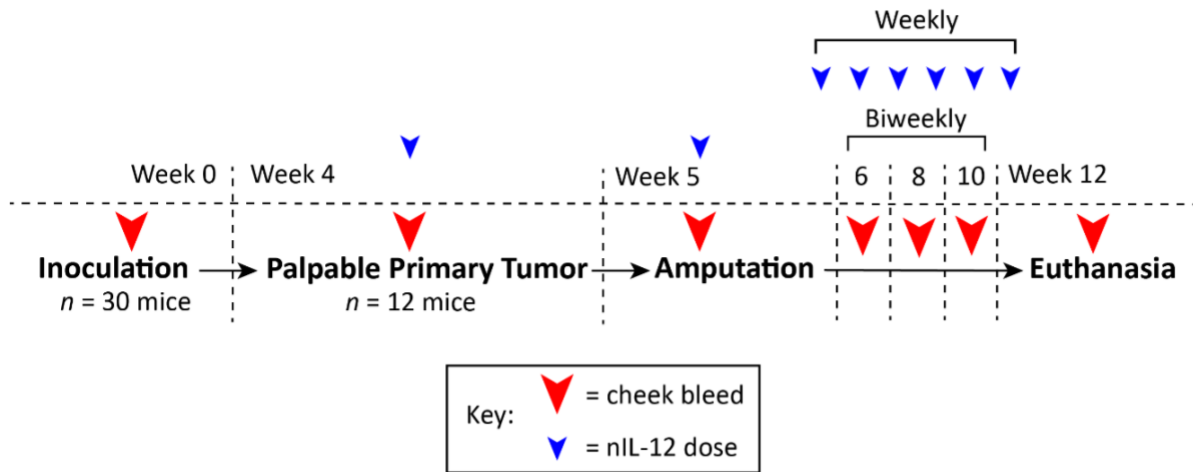 Weekly
Biweekly
Week 0 Week 4 Week 5 6 8 10 Week 12
Inoculation Palpable Primary Tumor Amputation Euthanasia
n = 30 mice n = 12 mice
Key: = cheek bleed
= nIL-12 dose